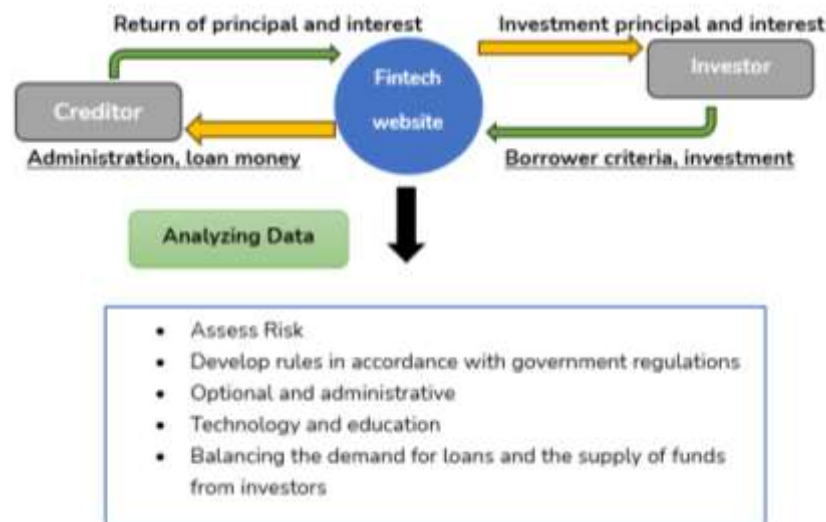 Return of principal and interest
Investment principal and interest
Fintech
website
Investor
Creditor
Administration, loan money
Borrower criteria, investment
Analyzing Data
• Assess Risk
• Develop rules in accordance with government regulations
• Optional and administrative
• Technology and education
• Balancing the demand for loans and the supply of funds
from investors